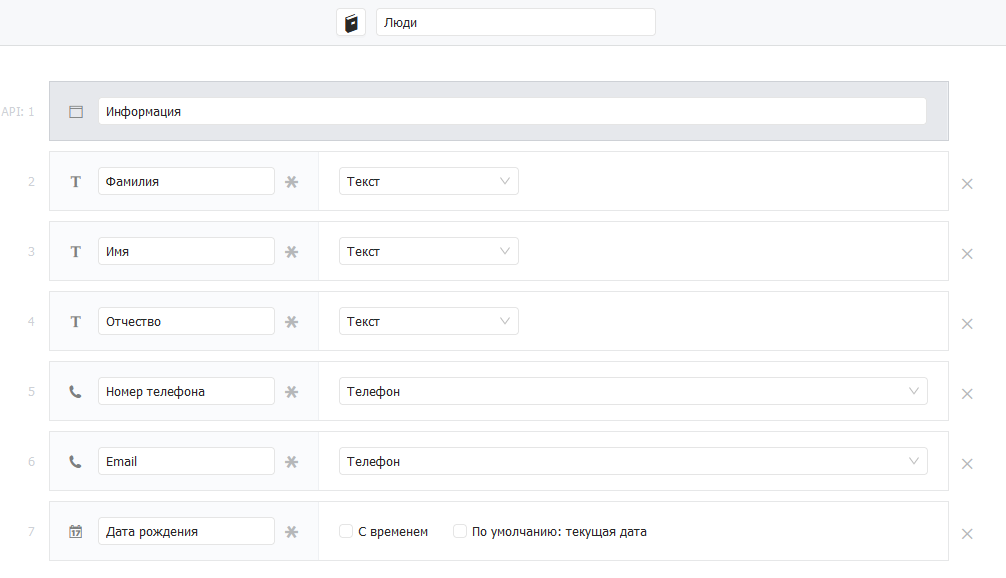 Люди
API: 1 Информация
2 T Фамилия Текст
3 T Имя Текст
4 T Отчество Текст
5 Номер телефона Телефон
6 Email Телефон
7 17 Дата рождения С временем По умолчанию: текущая дата